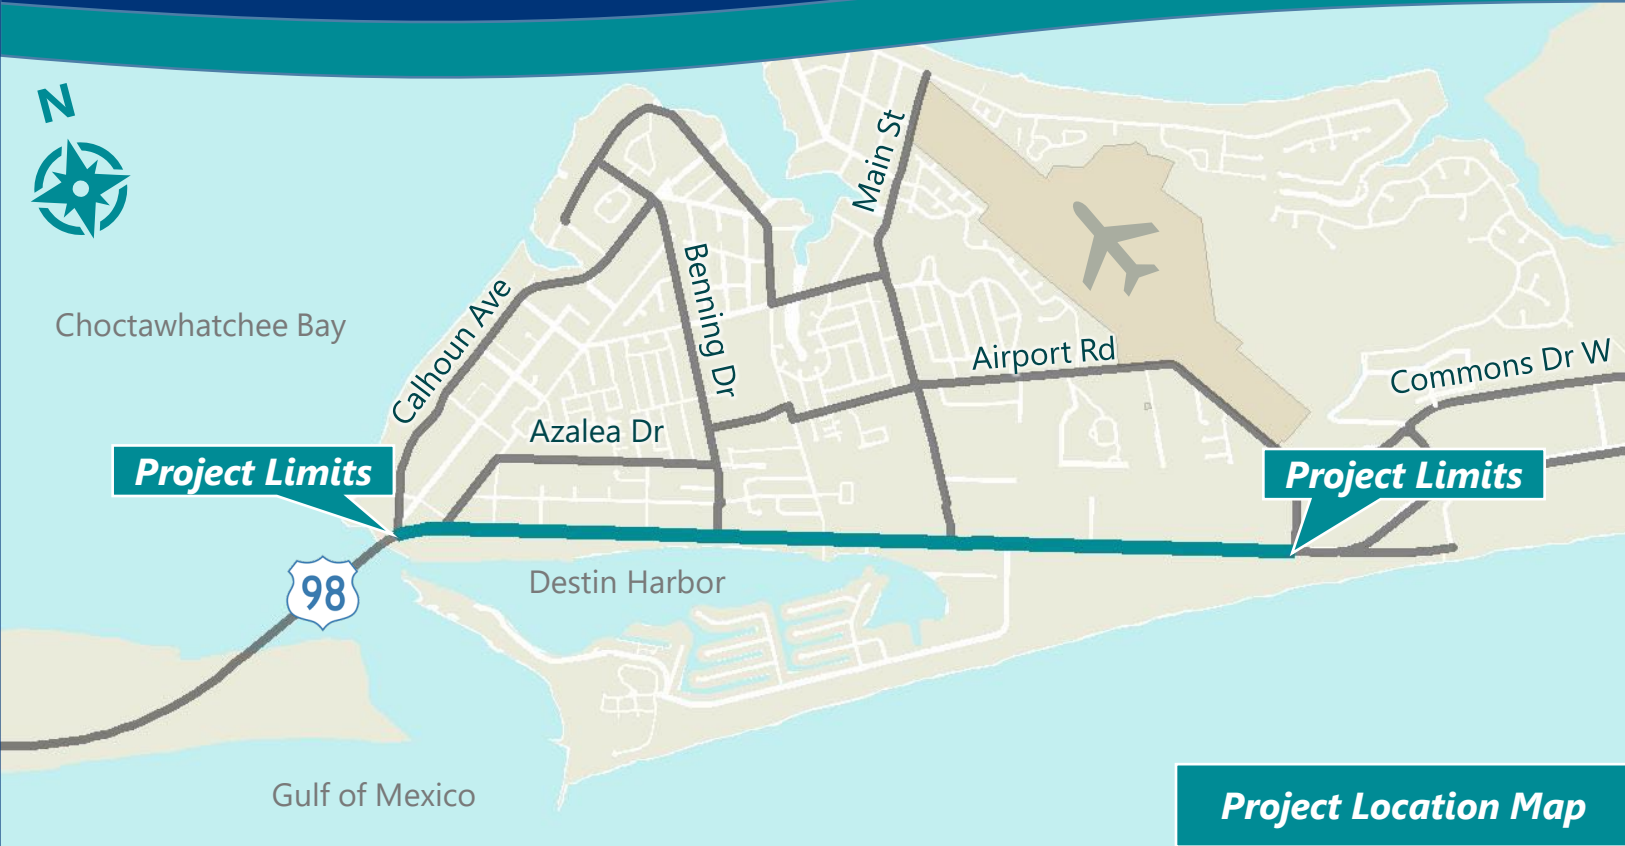 N
Main St
Benning Dr
Choctawhatchee Bay
Calhoun Ave
Airport Rd
Commons Dr W
Azalea Dr
Project Limits
Project Limits
98
Destin Harbor
Gulf of Mexico
Project Location Map